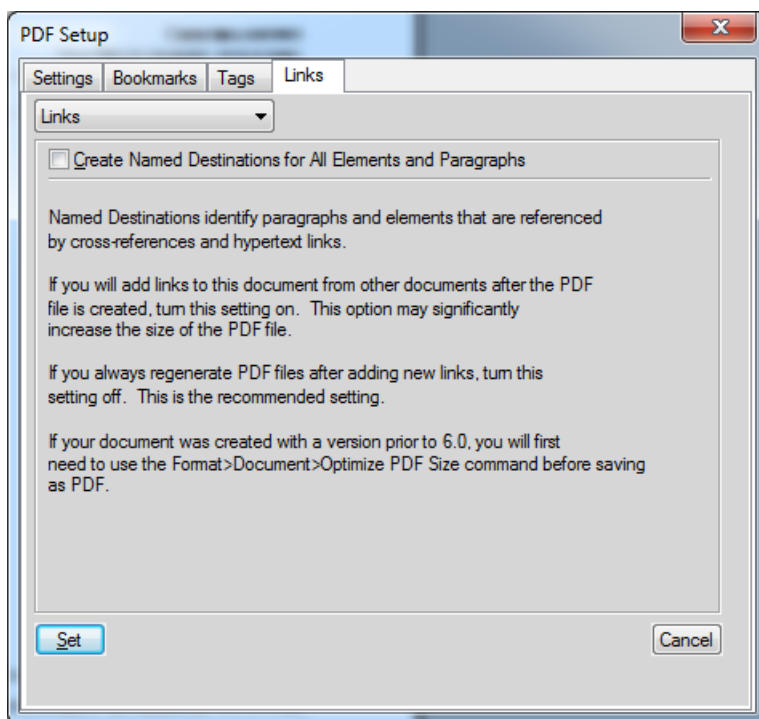 PDF Setup
X
Settings
Bookmarks
Tags
Links
Links
Create Named Destinations for All Elements and Paragraphs
Named Destinations identify paragraphs and elements that are referenced
by cross-references and hypertext links.
If you will add links to this document from other documents after the PDF
file is created, turn this setting on. This option may significantly
increase the size of the PDF file.
If you always regenerate PDF files after adding new links, turn this
setting off. This is the recommended setting.
If your document was created with a version prior to 6.0, you will first
need to use the Format>Document>Optimize PDF Size command before saving
as PDF.
Set
Cancel